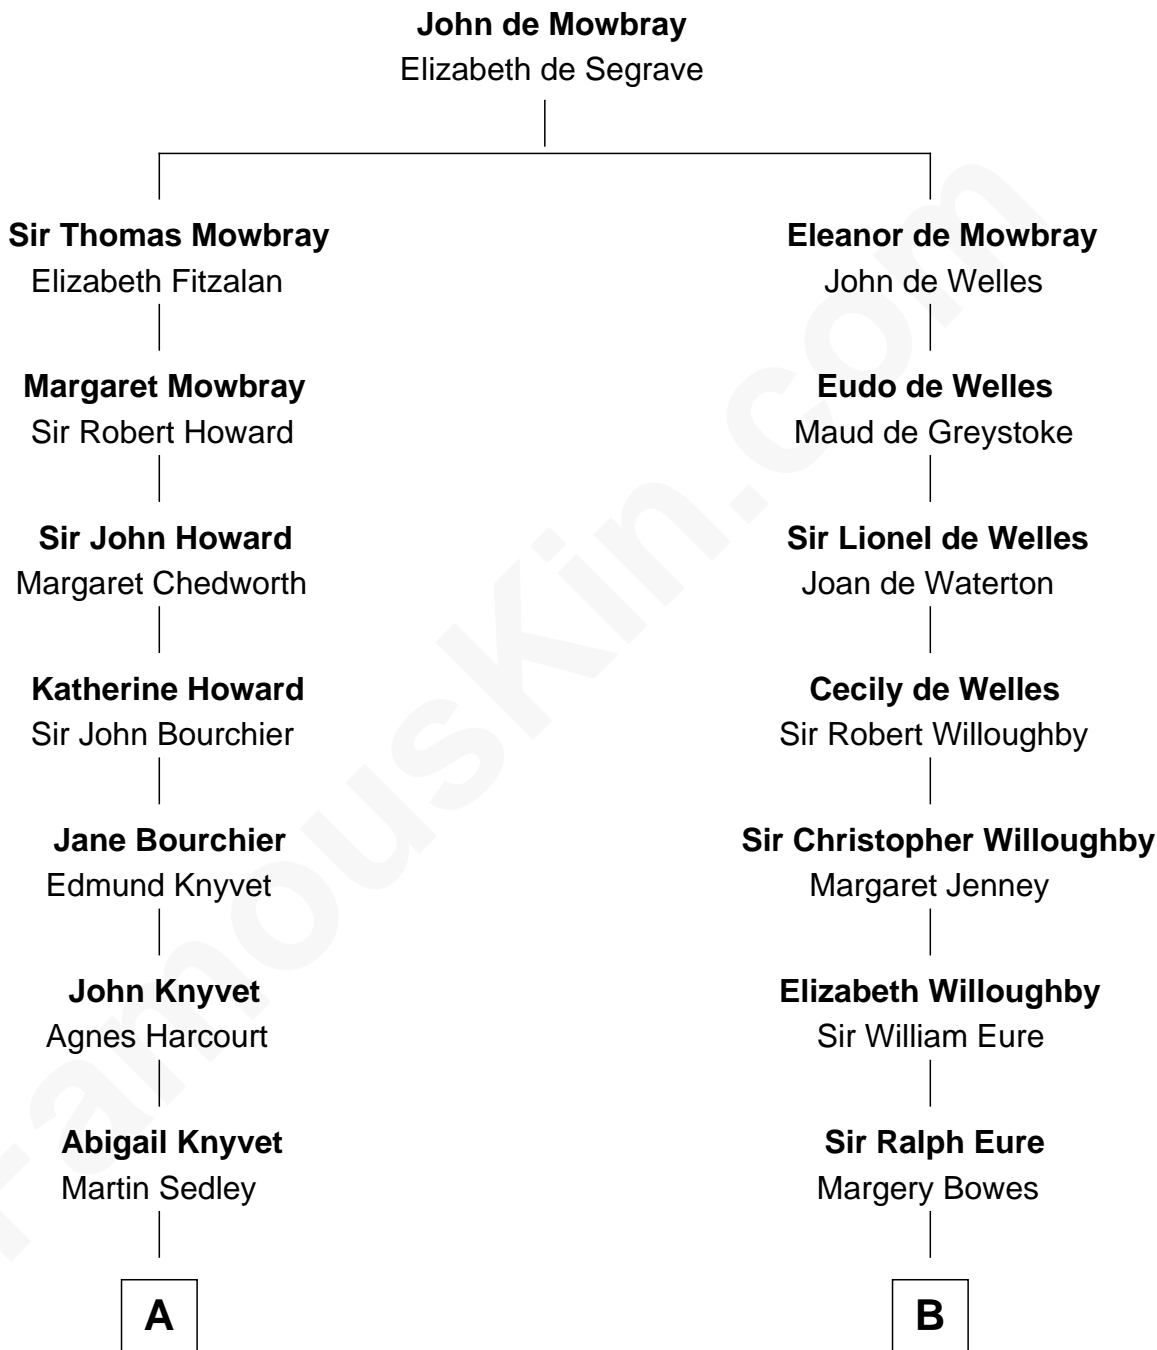 John de Mowbray
Elizabeth de Segrave
Sir Thomas Mowbray
Elizabeth Fitzalan
Eleanor de Mowbray
John de Welles
Margaret Mowbray
Sir Robert Howard
Eudo de Welles
Maud de Greystoke
Sir John Howard
Margaret Chedworth
Sir Lionel de Welles
Joan de Waterton
Katherine Howard
Sir John Bourchier
Cecily de Welles
Sir Robert Willoughby
Jane Bourchier
Edmund Knyvet
Sir Christopher Willoughby
Margaret Jenney
John Knyvet
Agnes Harcourt
Elizabeth Willoughby
Sir William Eure
Abigail Knyvet
Martin Sedley
Sir Ralph Eure
Margery Bowes
A
B
FamousKin.com